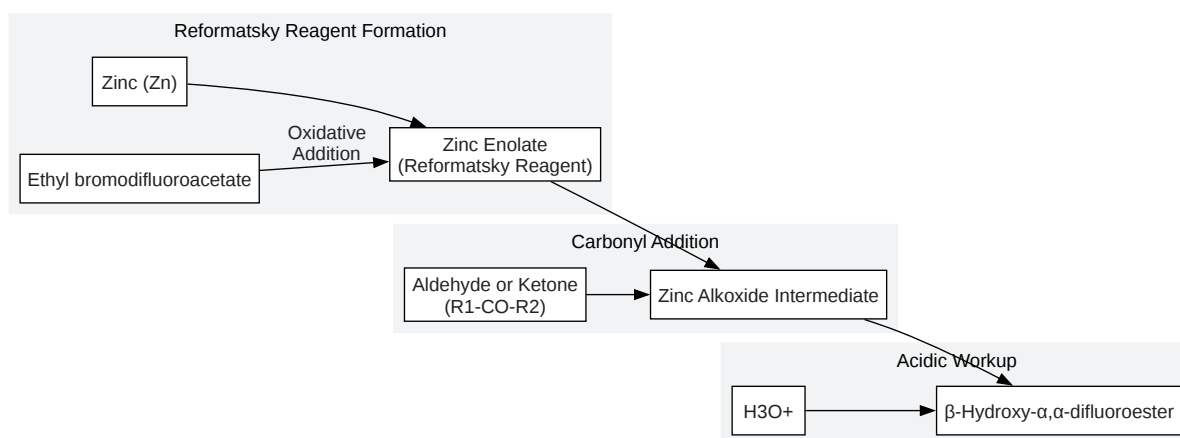 Reformatsky Reagent Formation
Zinc (Zn)
Oxidative
Addition
Zinc Enolate
(Reformatsky Reagent)
Ethyl bromodifluoroacetate
Carbonyl Addition
Aldehyde or Ketone
(R1-CO-R2)
Zinc Alkoxide Intermediate
Acidic Workup
H3O+
β-Hydroxy-α,α-difluoroester